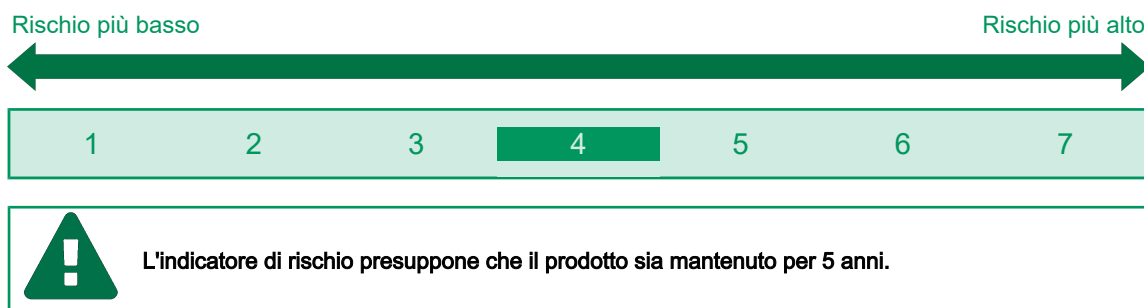 Rischio più basso Rischio più alto
1 2 3 4 5 6 7
L'indicatore di rischio presuppone che il prodotto sia mantenuto per 5 anni.